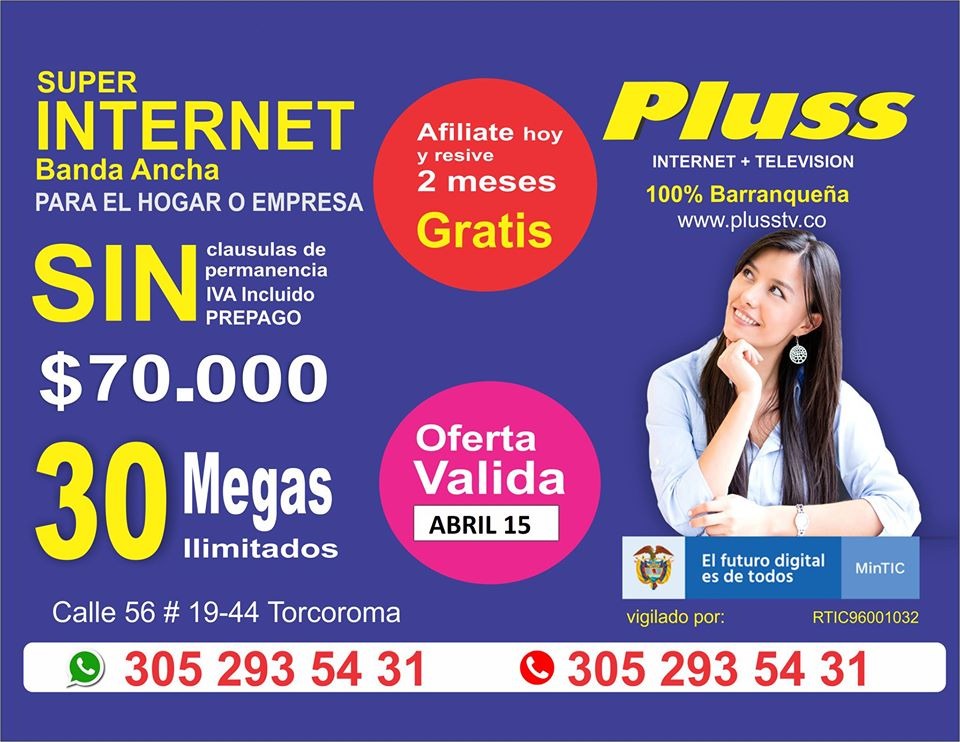 SUPER
INTERNET
Banda Ancha
PARA EL HOGAR O EMPRESA
SIN
clausulas de
permanencia
IVA Incluido
PREPAGO
$70.000
30 Megas
Ilimitados
Calle 56 # 19-44 Torcoroma
Afiliate hoy
y resive
2 meses
Gratis
Oferta
Valida
ABRIL 15
Pluss
INTERNET + TELEVISION
100% Barranqueña
www.plusstv.co
El futuro digital
es de todos
MinTIC
vigilado por: RTIC96001032
305 293 54 31 305 293 54 31